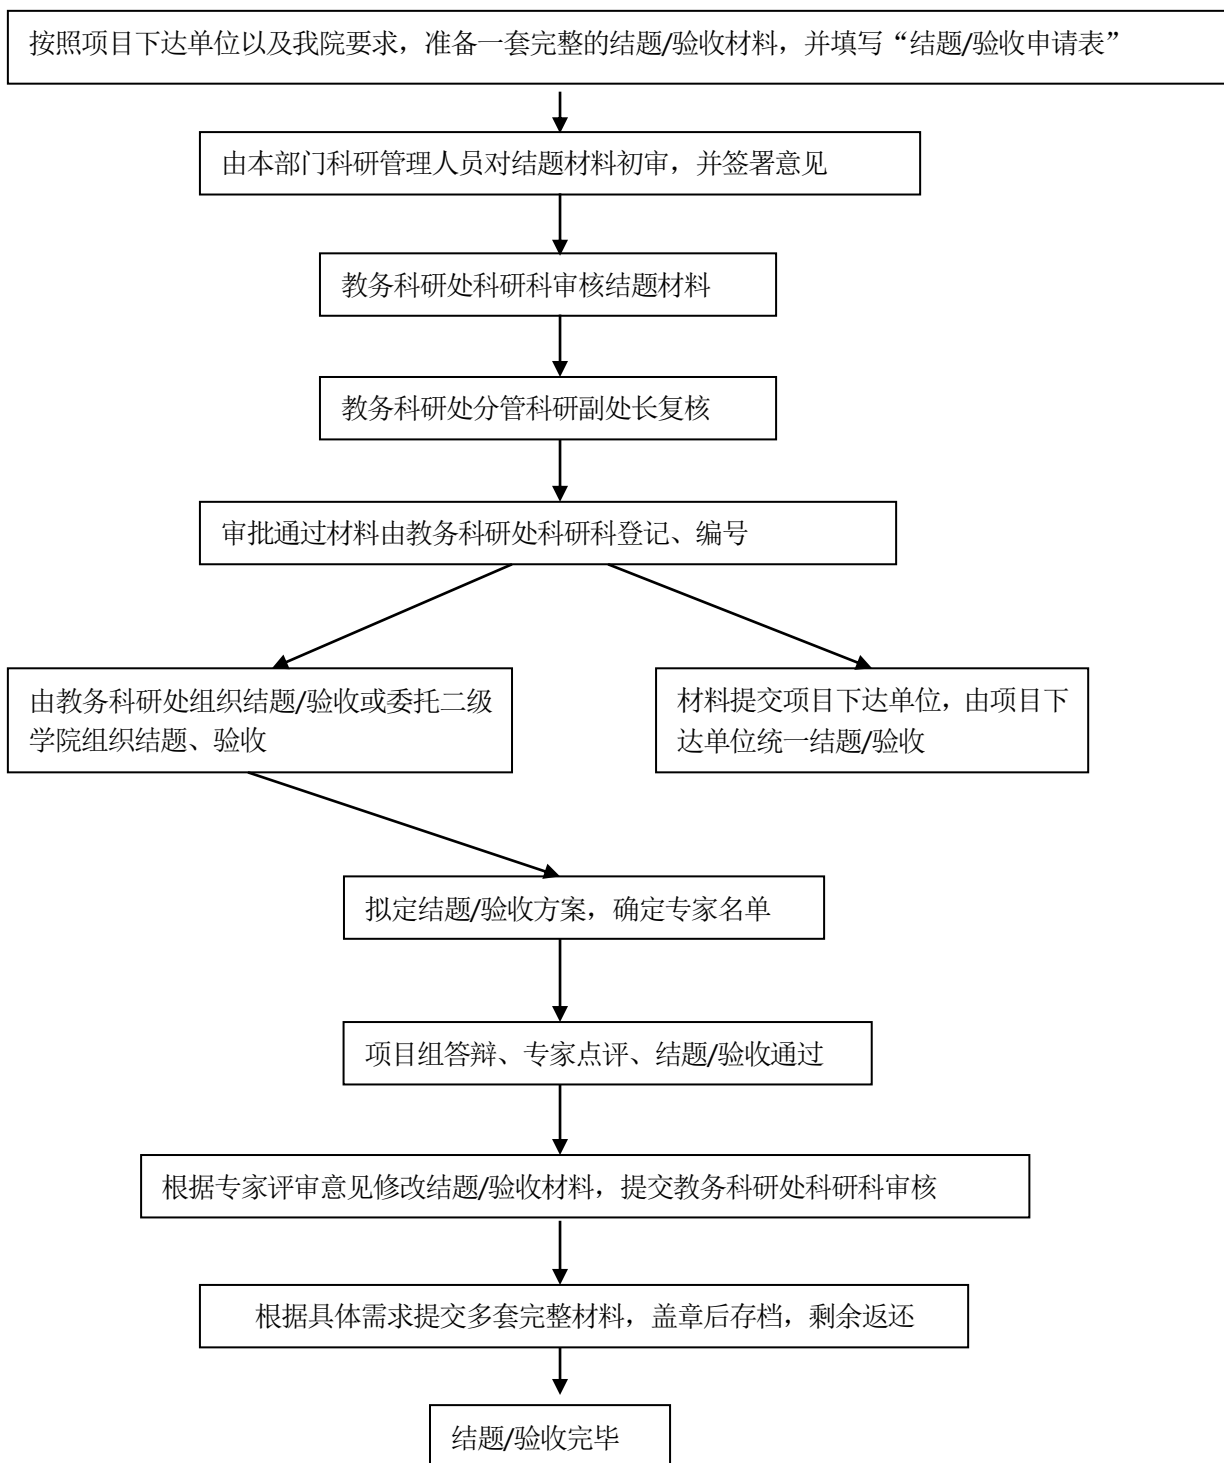 按照项目下达单位以及我院要求，准备一套完整的结题/验收材料，并填写“结题/验收申请表”
由本部门科研管理人员对结题材料初审，并签署意见
教务科研处科研科审核结题材料
教务科研处分管科研副处长复核
审批通过材料由教务科研处科研科登记、编号
由教务科研处组织结题/验收或委托二级
学院组织结题、验收
材料提交项目下达单位，由项目下
达单位统一结题/验收
拟定结题/验收方案，确定专家名单
项目组答辩、专家点评、结题/验收通过
根据专家评审意见修改结题/验收材料，提交教务科研处科研科审核
根据具体需求提交多套完整材料，盖章后存档，剩余返还
结题/验收完毕